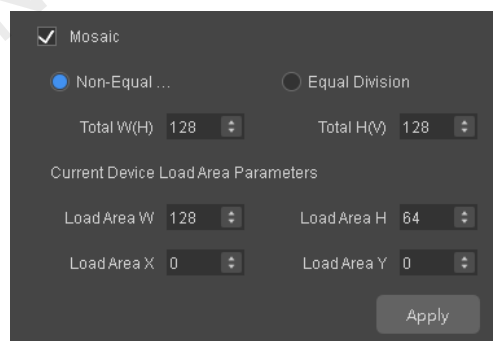 Mosaic
Non-Equal ... Equal Division
Total W(H) 128 Total H(V) 128
Current Device Load Area Parameters
Load Area W 128 Load Area H 64
Load Area X 0 Load Area Y 0
Apply